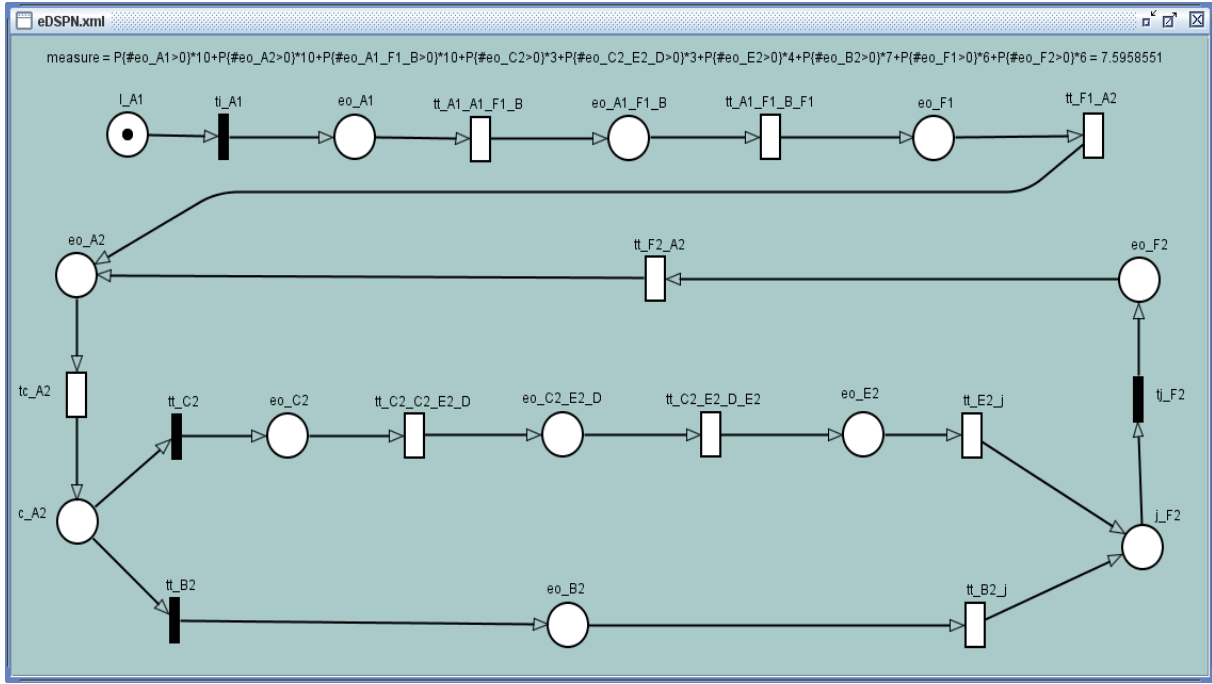 eDSPN.xml
measure = P{#eo_A1>0}*10+P{#eo_A2>0}*10+P{#eo_A1_F1_B>0}*10+P{#eo_C2>0}*3+P{#eo_C2_E2_D>0}*3+P{#eo_E2>0}*4+P{#eo_B2>0}*7+P{#eo_F1>0}*6+P{#eo_F2>0}*6 = 7.5958551
I_A1 ti_A1 eo_A1 tt_A1_A1_F1_B eo_A1_F1_B tt_A1_F1_B_F1 eo_F1 tt_F1_A2
eo_A2 tt_F2_A2 eo_F2
tc_A2 tt_C2 eo_C2 tt_C2_C2_E2_D eo_C2_E2_D tt_C2_E2_D_E2 eo_E2 tt_E2_j tj_F2
c_A2 j_F2
tt_B2 eo_B2 tt_B2_j